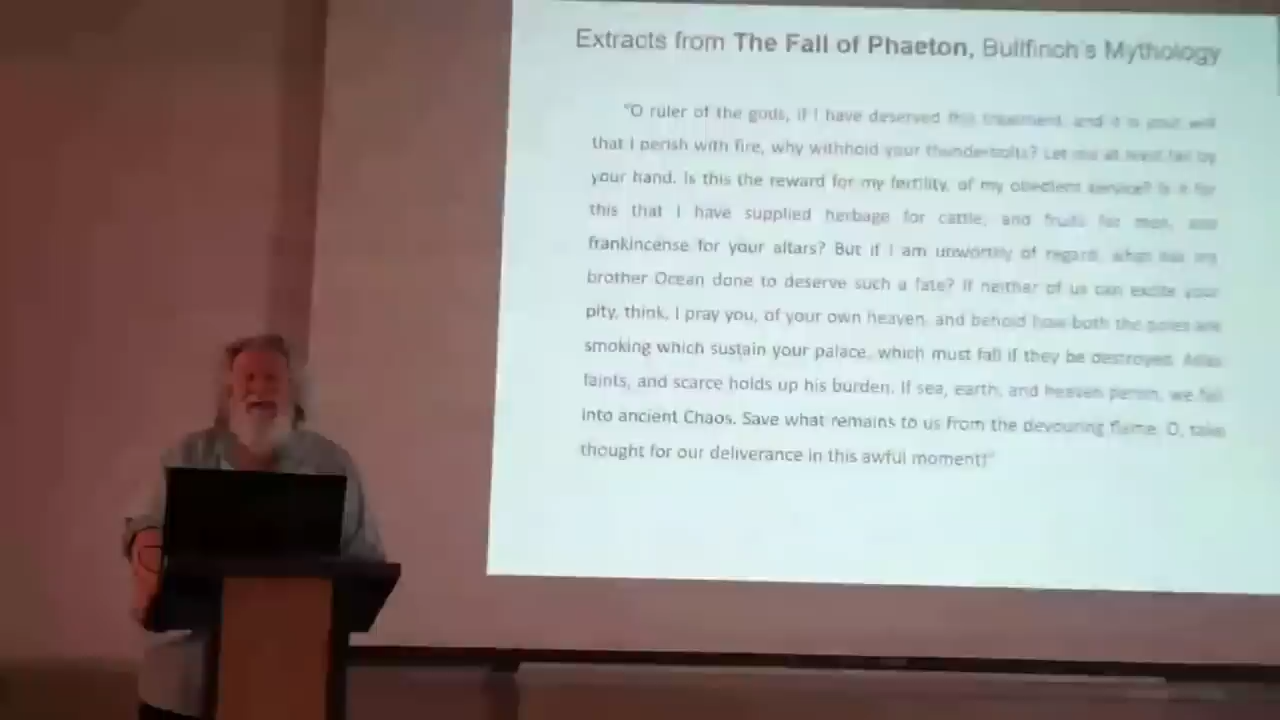 Extracts from The Fall of Phaeton, Bullfinch's Mythology
"O ruler of the gods, if I have deserved this treatment, and it is your will
that I perish with fire, why withhold your thunderbolts? Let me at least fall by
your hand. Is this the reward for my fertility, of my obedient service? Is it for
this that I have supplied herbage for cattle, and fruits for men, and
frankincense for your altars? But if I am unworthy of regard, what has my
brother Ocean done to deserve such a fate? If neither of us can excite your
pity, think, I pray you, of your own heaven, and behold how both the poles are
smoking which sustain your palace, which must fall if they be destroyed. Atlas
faints, and scarce holds up his burden. If sea, earth, and heaven perish, we fall
into ancient Chaos. Save what remains to us from the devouring flame. O, take
thought for our deliverance in this awful moment!"